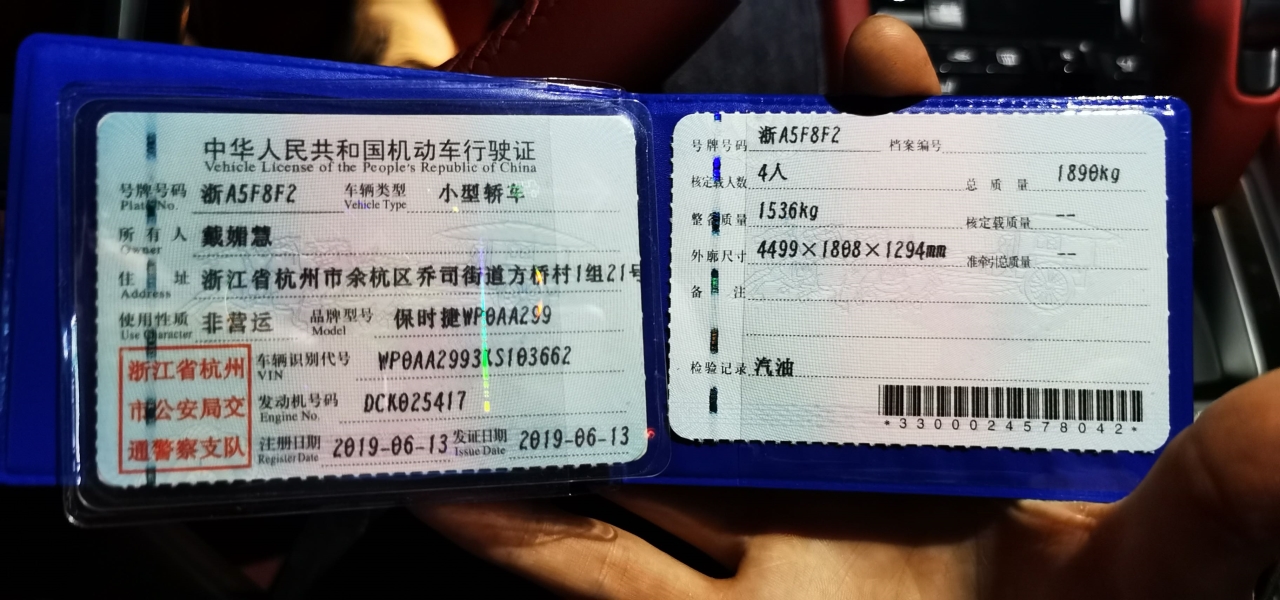 中华人民共和国机动车行驶证
Vehicle License of the People's Republic of China
号牌号码 浙A5F8F2 车辆类型 小型轿车
Plate No. Vehicle Type
所有人 戴媚慧
Owner
住址 浙江省杭州市余杭区乔司街道方桥村1组21号
Address
使用性质 非营运 品牌型号 保时捷WP0AA299
Use Character Model
浙江省杭州
市公安局交
通警察支队
车辆识别代号 WP0AA2993KS103662
VIN
发动机号码 DCK025417
Engine No.
注册日期 2019-06-13 发证日期 2019-06-13
Register Date Issue Date
号牌号码 浙A5F8F2 档案编号
核定载人数 4人 总质量 1890kg
整备质量 1536kg 核定载质量 --
外廓尺寸 4499×1808×1294mm 准牵引总质量 --
备注
检验记录 汽油
*3300024578042*